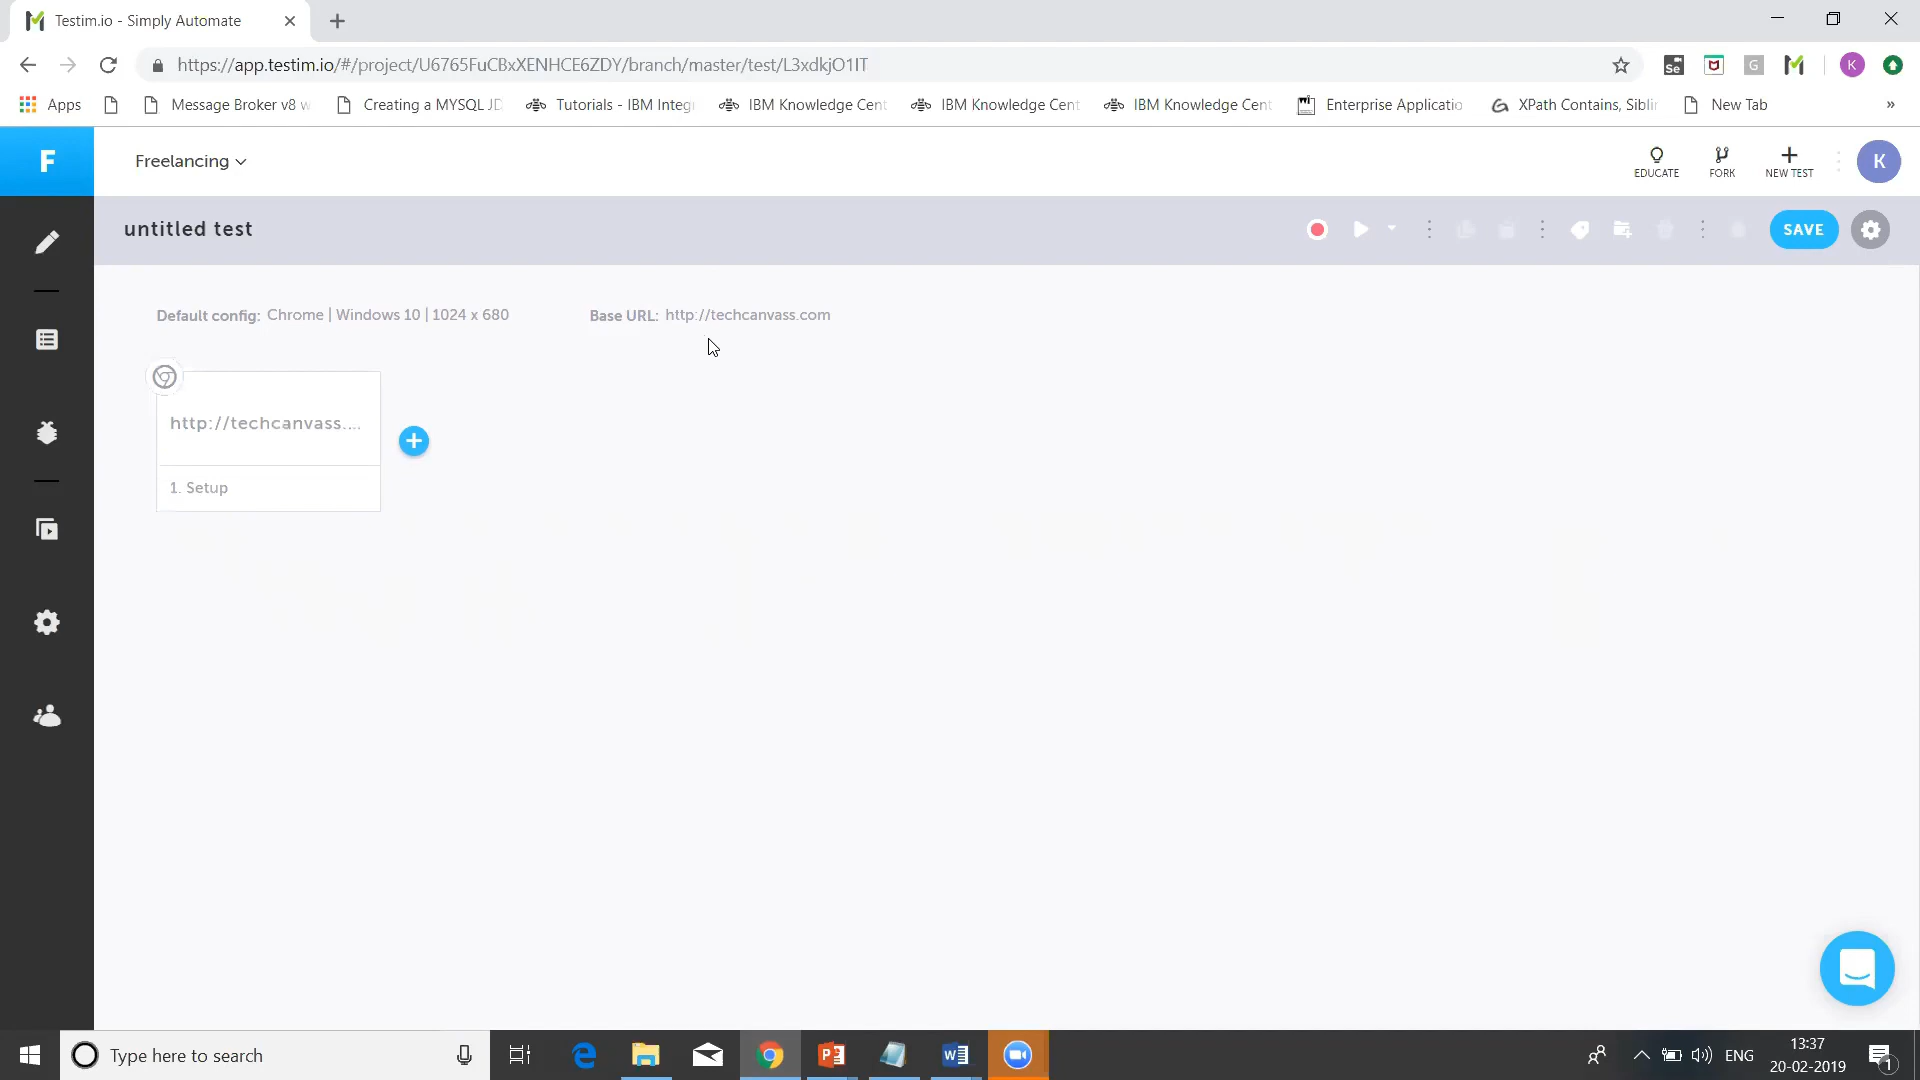 Testim.io - Simply Automate
https://app.testim.io/#/project/U6765FuCBxXENHCE6ZDY/branch/master/test/L3xdkjO1IT
Se
G
K
Apps
Message Broker v8 w
Creating a MYSQL JD
Tutorials - IBM Integ
IBM Knowledge Cent
IBM Knowledge Cent
IBM Knowledge Cent
Enterprise Applicatio
XPath Contains, Siblin
New Tab
»
F
Freelancing
EDUCATE
FORK
NEW TEST
K
untitled test
SAVE
Default config: Chrome | Windows 10 | 1024 x 680
Base URL: http://techcanvass.com
http://techcanvass....
1. Setup
Type here to search
ENG
13:37
20-02-2019
1